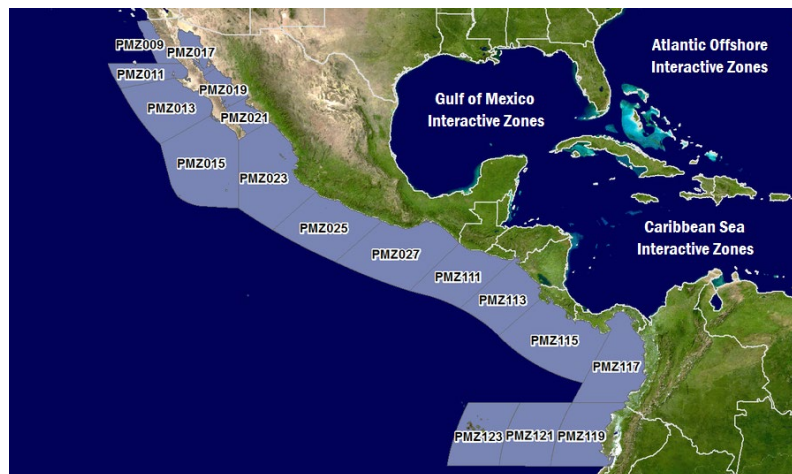 PMZ009
PMZ017
Atlantic Offshore
Interactive Zones
PMZ011
PMZ019
Gulf of Mexico
Interactive Zones
PMZ013
PMZ021
PMZ015
PMZ023
PMZ025
Caribbean Sea
Interactive Zones
PMZ027
PMZ111
PMZ113
PMZ115
PMZ117
PMZ123
PMZ121
PMZ119